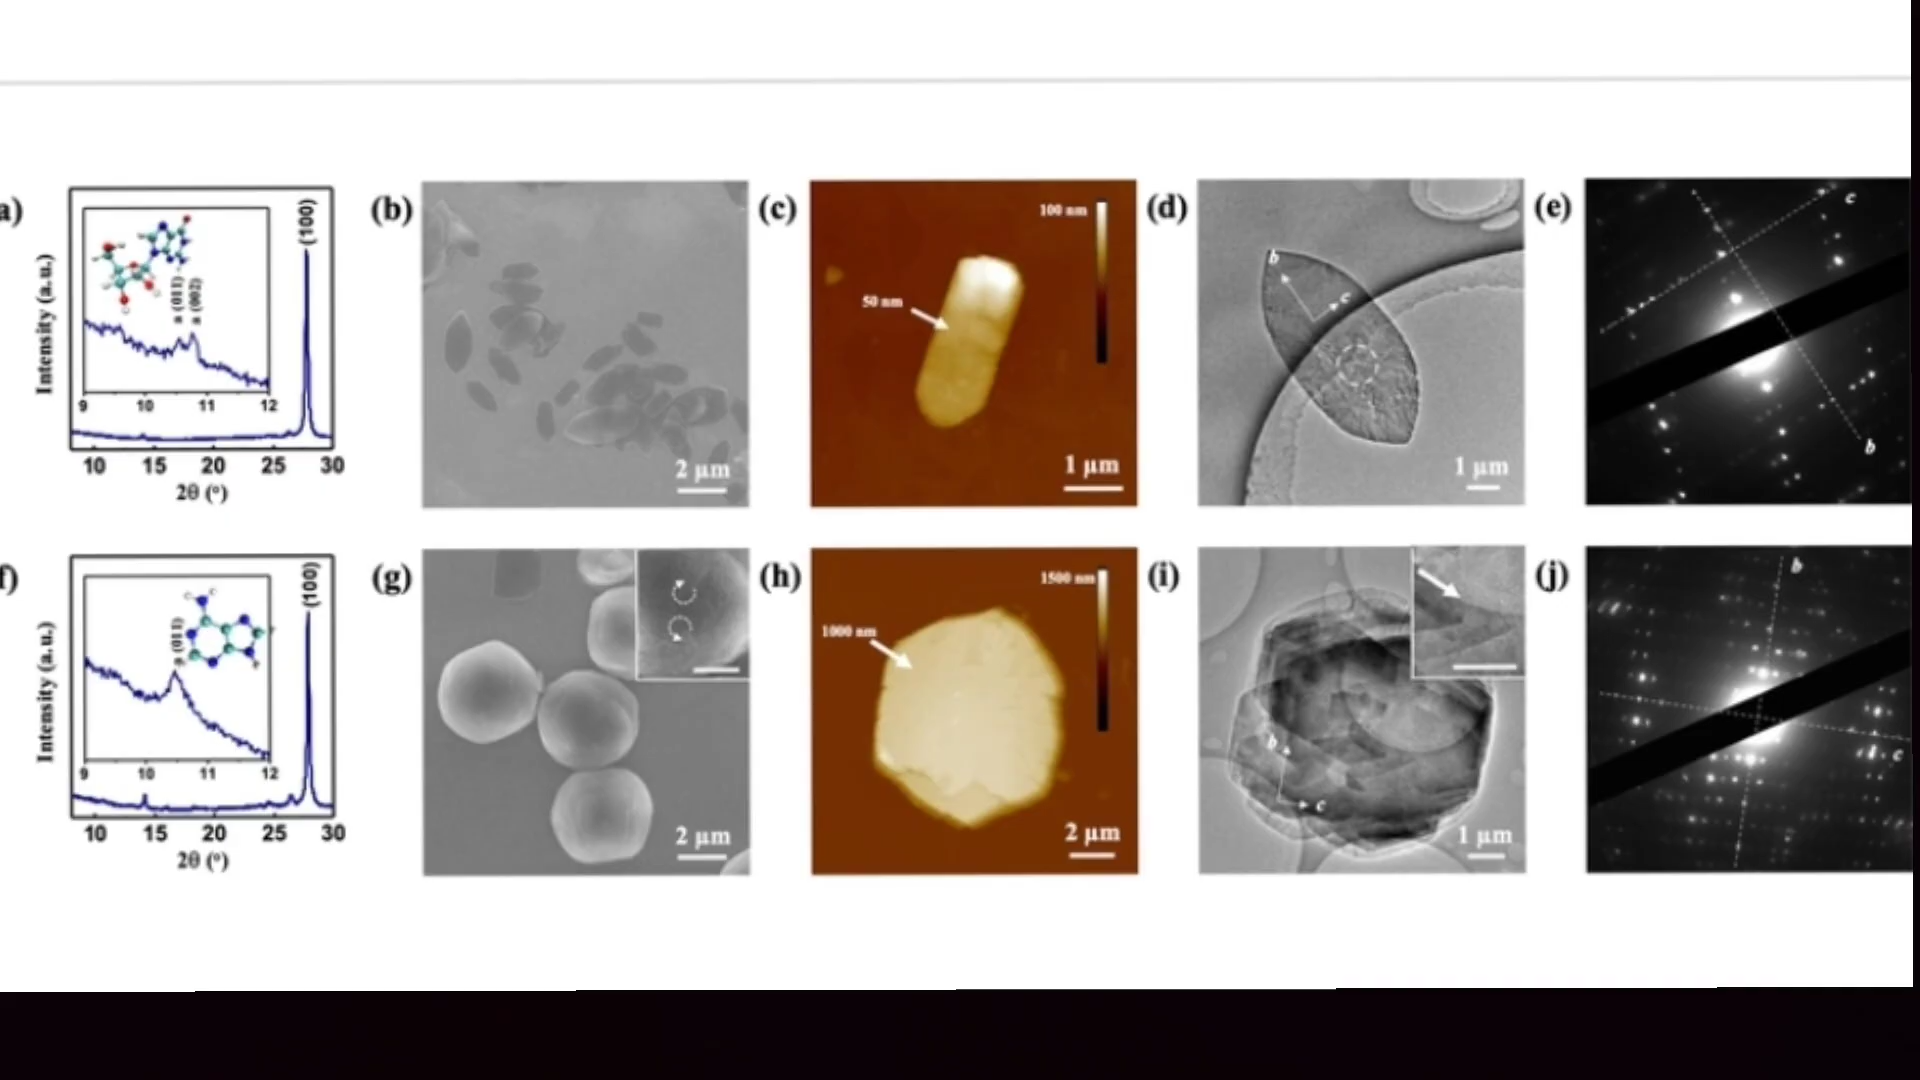 a)
Intensity (a.u.)
(100)
a (011)
a (002)
9 10 11 12
10 15 20 25 30
2θ (°)
(b)
2 µm
(c)
100 nm
50 nm
1 µm
(d)
b
c
1 µm
(e)
c
b
f)
Intensity (a.u.)
(100)
(011)
9 10 11 12
10 15 20 25 30
2θ (°)
(g)
2 µm
(h)
1500 nm
1000 nm
2 µm
(i)
b
c
1 µm
(j)
b
c